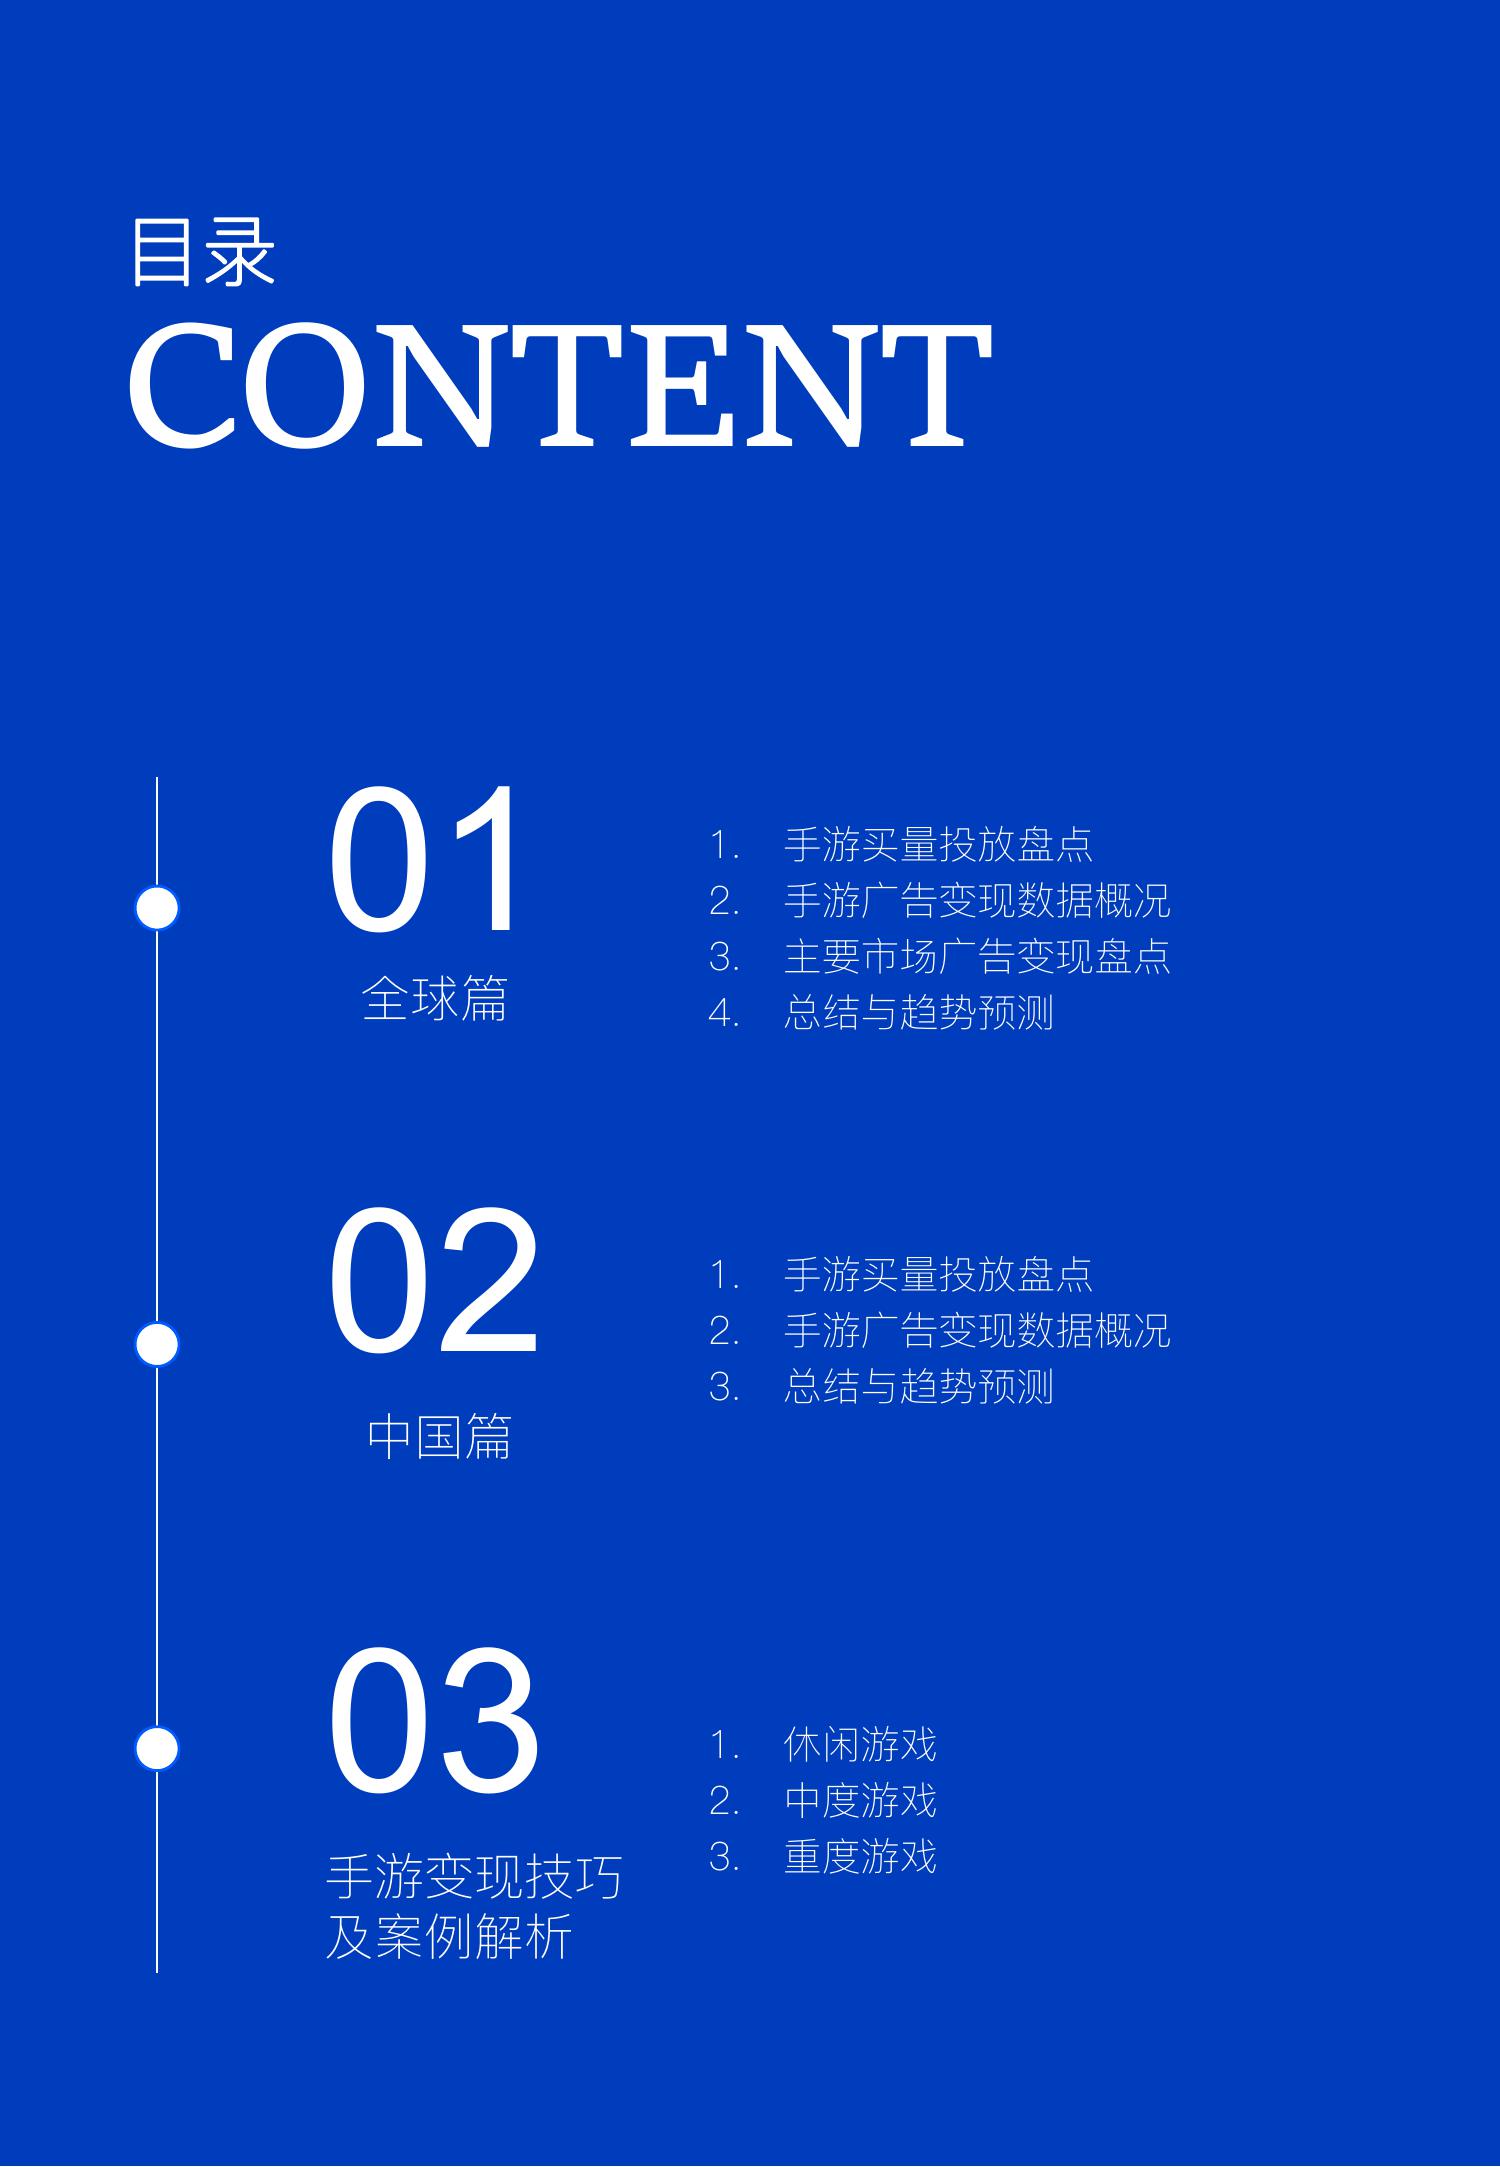 目录
CONTENT
01
全球篇
1. 手游买量投放盘点
2. 手游广告变现数据概况
3. 主要市场广告变现盘点
4. 总结与趋势预测
02
中国篇
1. 手游买量投放盘点
2. 手游广告变现数据概况
3. 总结与趋势预测
03
手游变现技巧
及案例解析
1. 休闲游戏
2. 中度游戏
3. 重度游戏